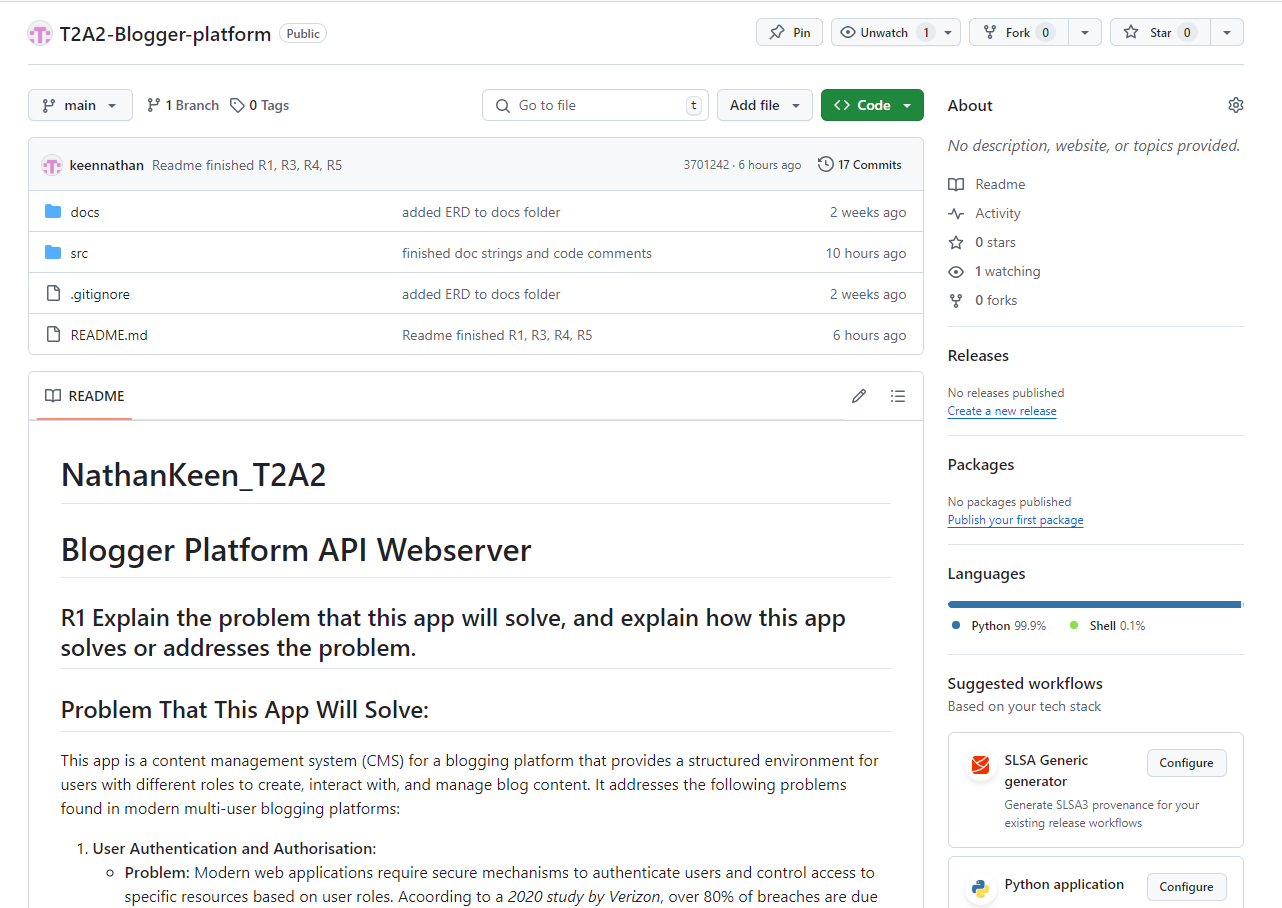 T2A2-Blogger-platform Public Pin Unwatch 1 Fork 0 Star 0
main 1 Branch 0 Tags Go to file t Add file Code
keennathan Readme finished R1, R3, R4, R5 3701242 · 6 hours ago 17 Commits
docs added ERD to docs folder 2 weeks ago
src finished doc strings and code comments 10 hours ago
.gitignore added ERD to docs folder 2 weeks ago
README.md Readme finished R1, R3, R4, R5 6 hours ago
README
NathanKeen_T2A2
Blogger Platform API Webserver
R1 Explain the problem that this app will solve, and explain how this app
solves or addresses the problem.
Problem That This App Will Solve:
This app is a content management system (CMS) for a blogging platform that provides a structured environment for
users with different roles to create, interact with, and manage blog content. It addresses the following problems
found in modern multi-user blogging platforms:
1. User Authentication and Authorisation:
Problem: Modern web applications require secure mechanisms to authenticate users and control access to
specific resources based on user roles. According to a 2020 study by Verizon, over 80% of breaches are due
About
No description, website, or topics provided.
Readme
Activity
0 stars
1 watching
0 forks
Releases
No releases published
Create a new release
Packages
No packages published
Publish your first package
Languages
Python 99.9% Shell 0.1%
Suggested workflows
Based on your tech stack
SLSA Generic
generator
Configure
Generate SLSA3 provenance for your
existing release workflows
Python application Configure